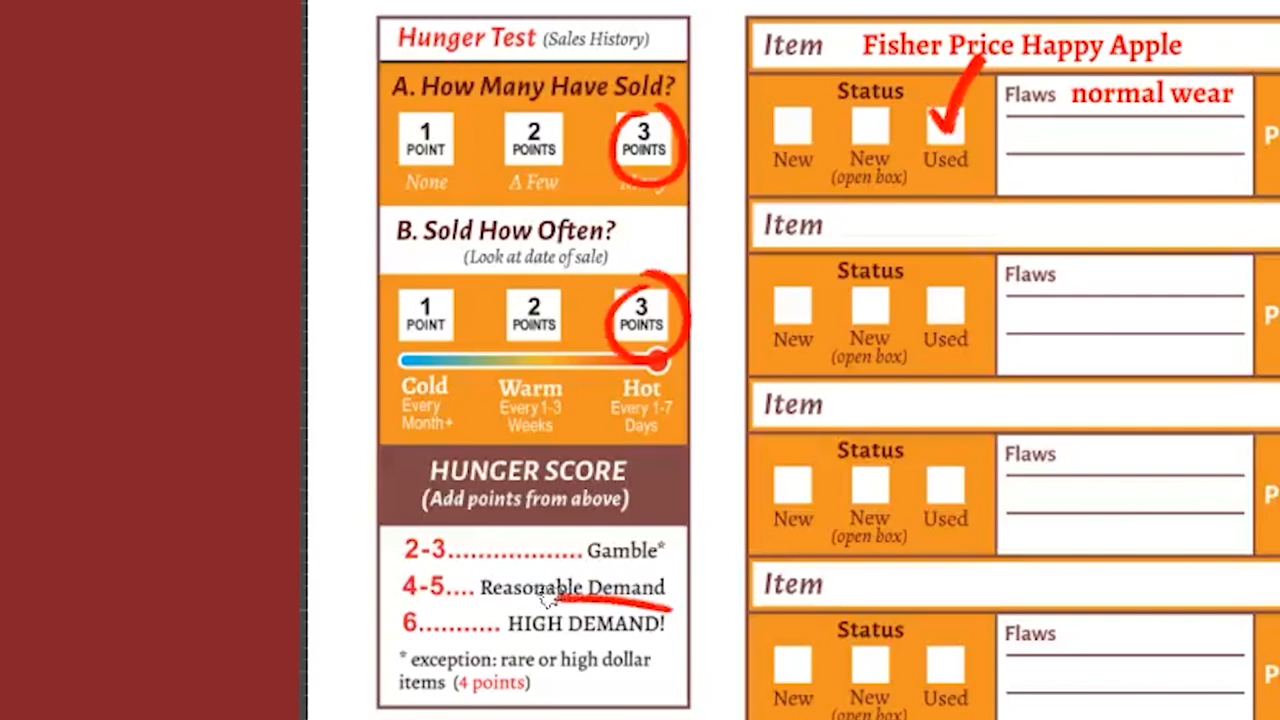 Hunger Test (Sales History)
A. How Many Have Sold?
1 POINT
2 POINTS
3 POINTS
None
A Few
Many
B. Sold How Often?
(Look at date of sale)
1 POINT
2 POINTS
3 POINTS
Cold
Every
Month+
Warm
Every 1-3
Weeks
Hot
Every 1-7
Days
HUNGER SCORE
(Add points from above)
2-3.................. Gamble*
4-5.... Reasonable Demand
6........... HIGH DEMAND!
* exception: rare or high dollar
items (4 points)
Item Fisher Price Happy Apple
Status
New
New
(open box)
Used
Flaws normal wear
P
Item
Status
New
New
(open box)
Used
Flaws
P
Item
Status
New
New
(open box)
Used
Flaws
P
Item
Status
New
New
(open box)
Used
Flaws
P